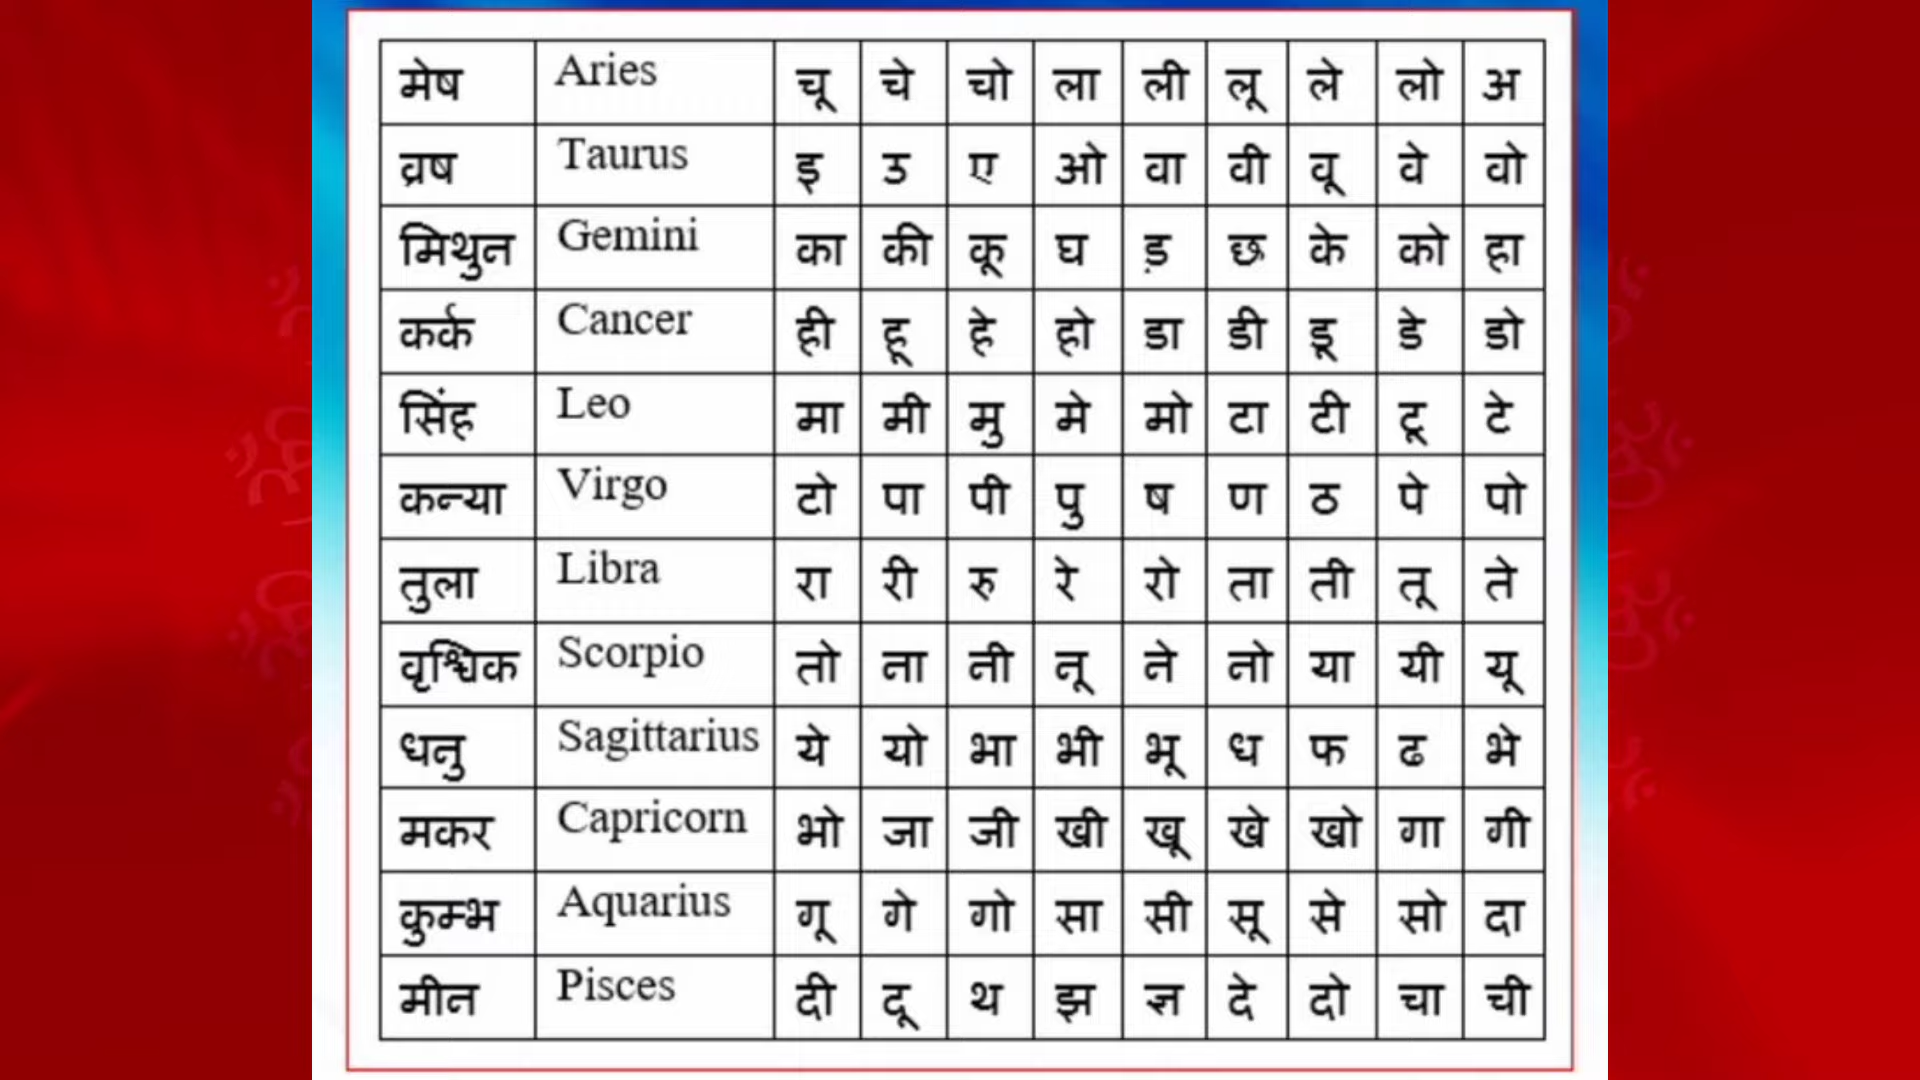 मेष Aries चू चे चो ला ली लू ले लो अ
व्रष Taurus इ उ ए ओ वा वी वू वे वो
मिथुन Gemini का की कू घ ड़ छ के को हा
कर्क Cancer ही हू हे हो डा डी डू डे डो
सिंह Leo मा मी मु मे मो टा टी टू टे
कन्या Virgo टो पा पी पु ष ण ठ पे पो
तुला Libra रा री रु रे रो ता ती तू ते
वृश्चिक Scorpio तो ना नी नू ने नो या यी यू
धनु Sagittarius ये यो भा भी भू ध फ ढ भे
मकर Capricorn भो जा जी खी खू खे खो गा गी
कुम्भ Aquarius गू गे गो सा सी सू से सो दा
मीन Pisces दी दू थ झ ञ दे दो चा ची